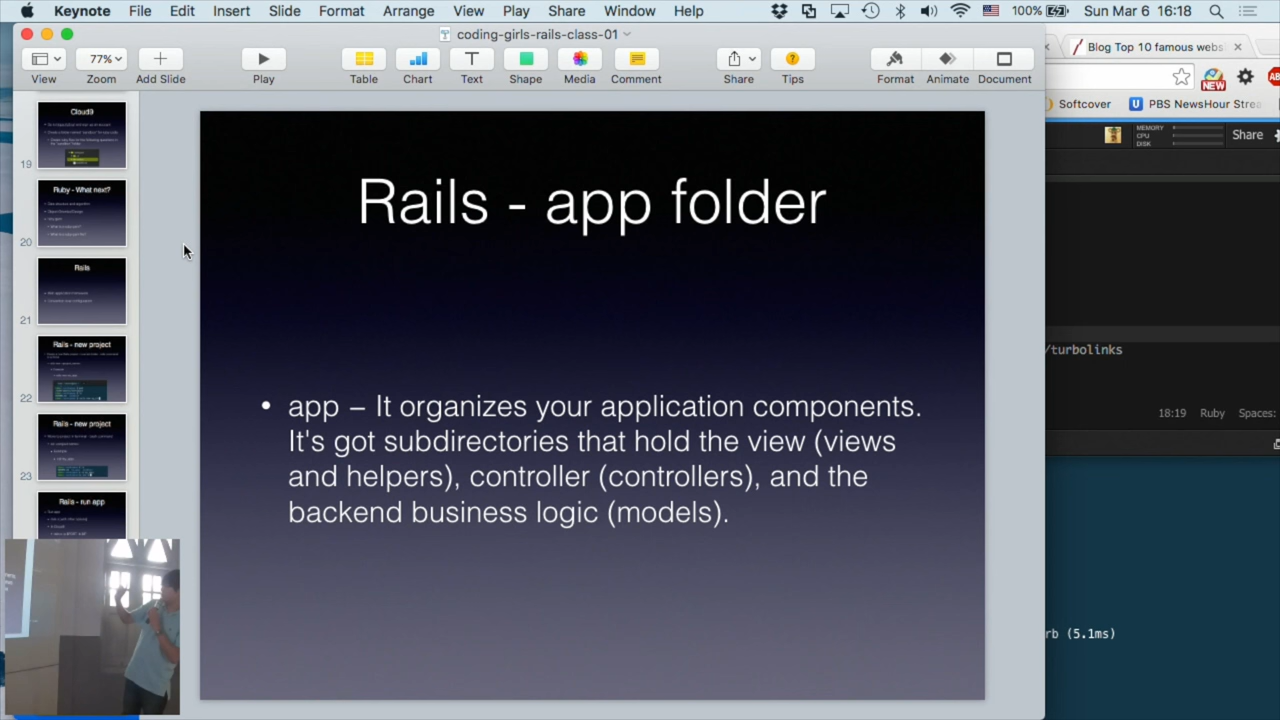 Keynote File Edit Insert Slide Format Arrange View Play Share Window Help 100% Sun Mar 6 16:18
coding-girls-rails-class-01
Blog Top 10 famous webs
View 77% Zoom Add Slide Play Table Chart Text Shape Media Comment Share Tips Format Animate Document
NEW
Softcover U PBS NewsHour Strea
MEMORY
CPU
DISK
Share
Cloud9
19
Ruby - What next?
20
Rails
21
Rails - new project
22
Rails - new project
23
Rails - run app
Rails - app folder
• app – It organizes your application components.
It's got subdirectories that hold the view (views
and helpers), controller (controllers), and the
backend business logic (models).
/turbolinks
18:19 Ruby Spaces:
rb (5.1ms)